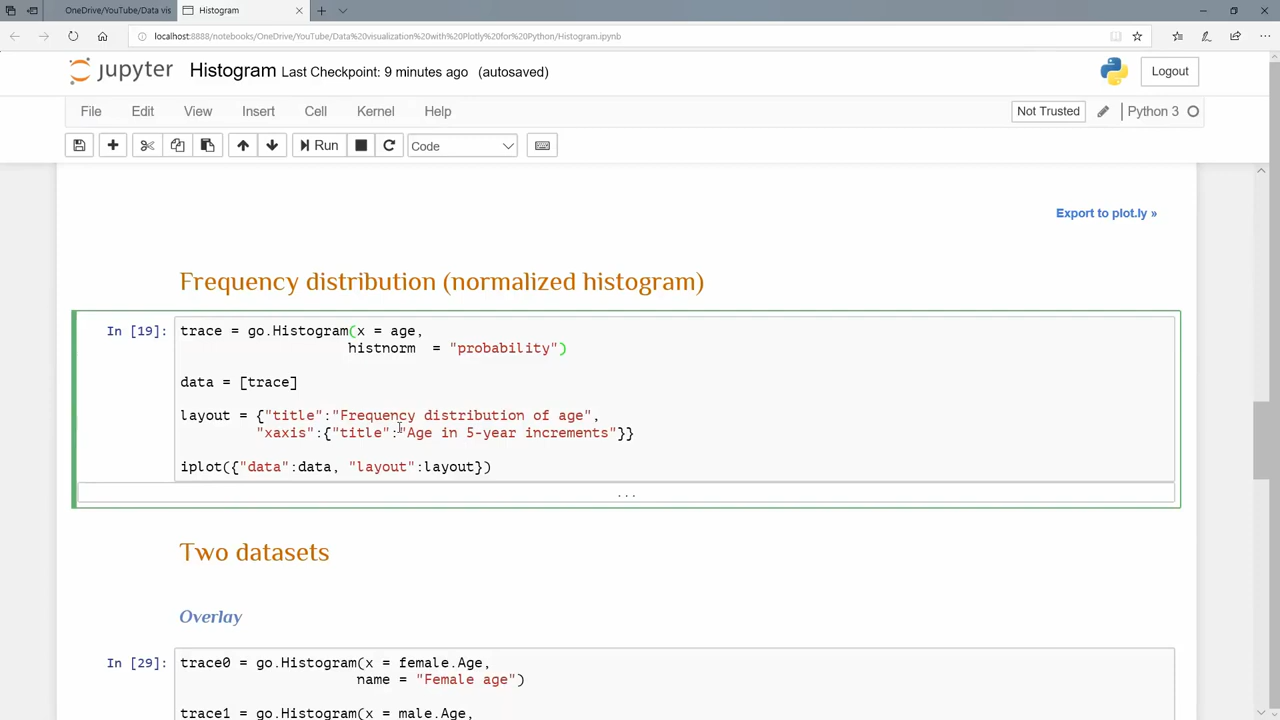 OneDrive/YouTube/Data vis
Histogram
localhost:8888/notebooks/OneDrive/YouTube/Data%20visualization%20with%20Plotly%20for%20Python/Histogram.ipynb
jupyter Histogram Last Checkpoint: 9 minutes ago (autosaved)
Logout
File Edit View Insert Cell Kernel Help
Not Trusted
Python 3
Run
Code
Export to plot.ly »
Frequency distribution (normalized histogram)
In [19]: trace = go.Histogram(x = age,
histnorm  = "probability")
data = [trace]
layout = {"title":"Frequency distribution of age",
"xaxis":{"title":"Age in 5-year increments"}}
iplot({"data":data, "layout":layout})
...
Two datasets
Overlay
In [29]: trace0 = go.Histogram(x = female.Age,
name = "Female age")
trace1 = go.Histogram(x = male.Age,